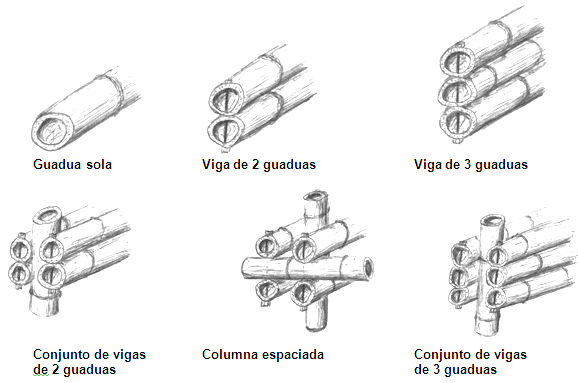 Guadua sola
Viga de 2 guaduas
Viga de 3 guaduas
Conjunto de vigas
de 2 guaduas
Columna espaciada
Conjunto de vigas
de 3 guaduas